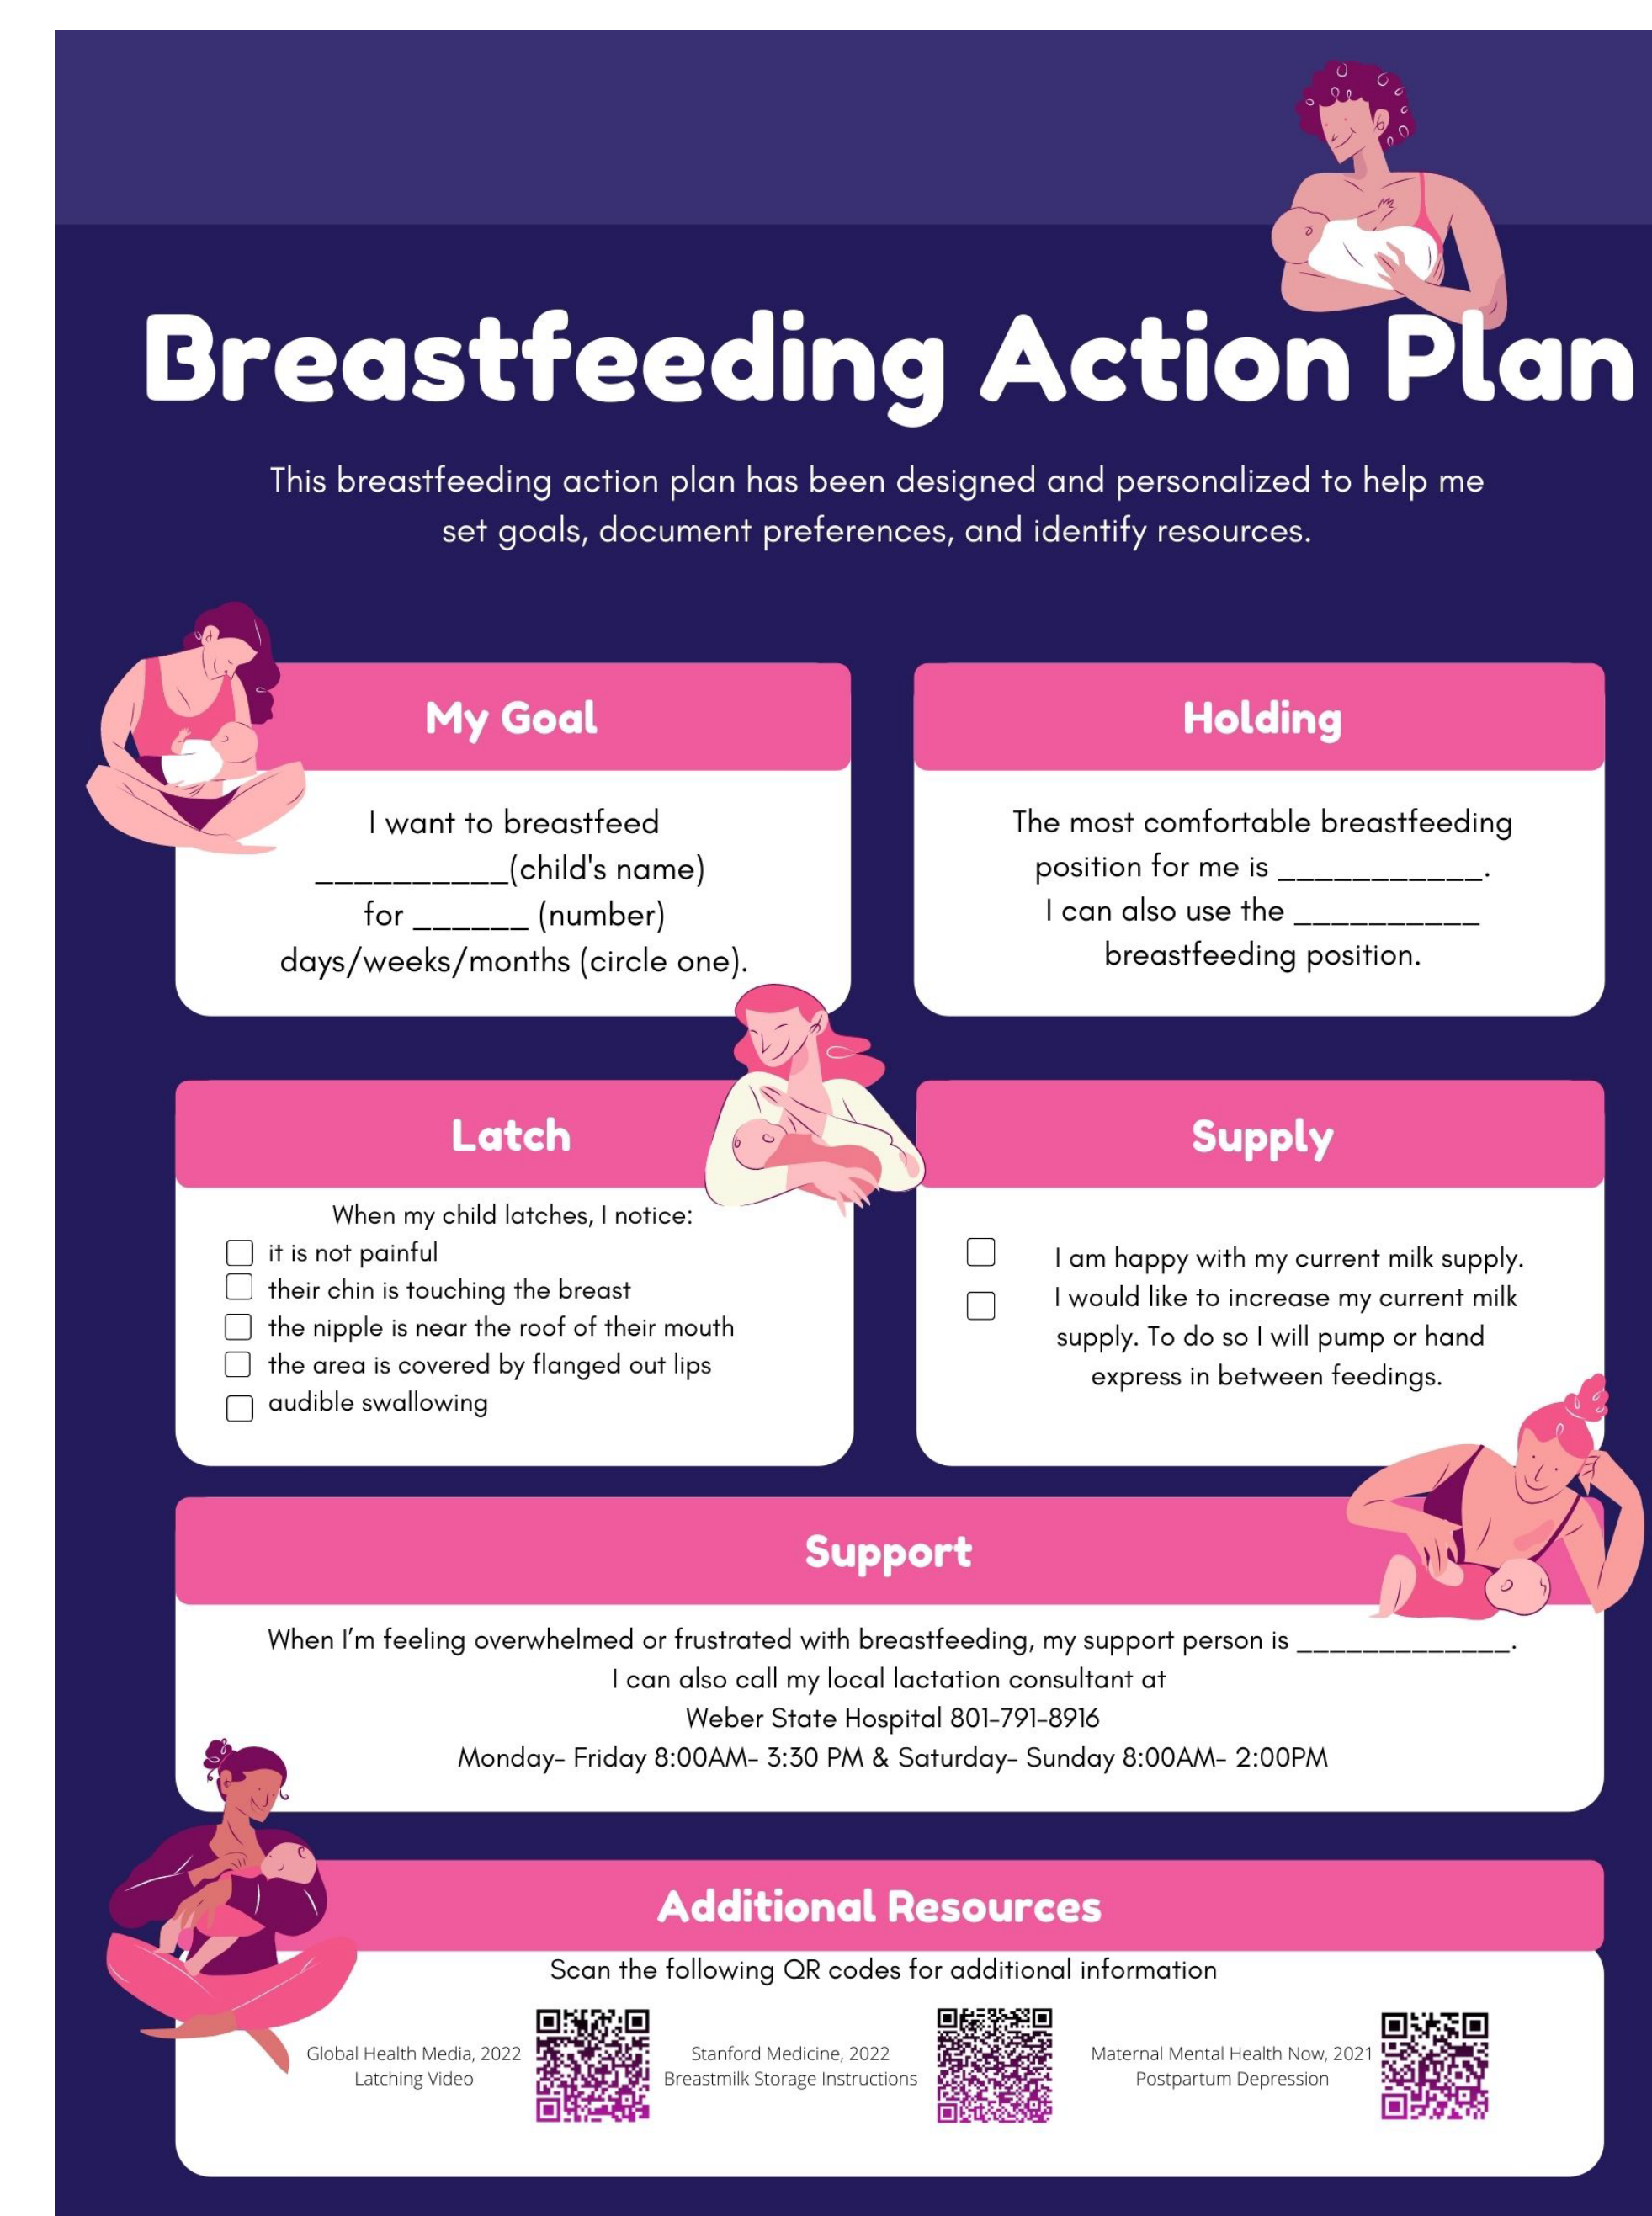 Breastfeeding Action Plan
This breastfeeding action plan has been designed and personalized to help me
set goals, document preferences, and identify resources.
My Goal
I want to breastfeed
__________(child's name)
for ______ (number)
days/weeks/months (circle one).
Holding
The most comfortable breastfeeding
position for me is ___________.
I can also use the __________
breastfeeding position.
Latch
When my child latches, I notice:
it is not painful
their chin is touching the breast
the nipple is near the roof of their mouth
the area is covered by flanged out lips
audible swallowing
Supply
I am happy with my current milk supply.
I would like to increase my current milk
supply. To do so I will pump or hand
express in between feedings.
Support
When I'm feeling overwhelmed or frustrated with breastfeeding, my support person is _____________.
I can also call my local lactation consultant at
Weber State Hospital 801-791-8916
Monday- Friday 8:00AM- 3:30 PM & Saturday- Sunday 8:00AM- 2:00PM
Additional Resources
Scan the following QR codes for additional information
Global Health Media, 2022
Latching Video
Stanford Medicine, 2022
Breastmilk Storage Instructions
Maternal Mental Health Now, 2021
Postpartum Depression